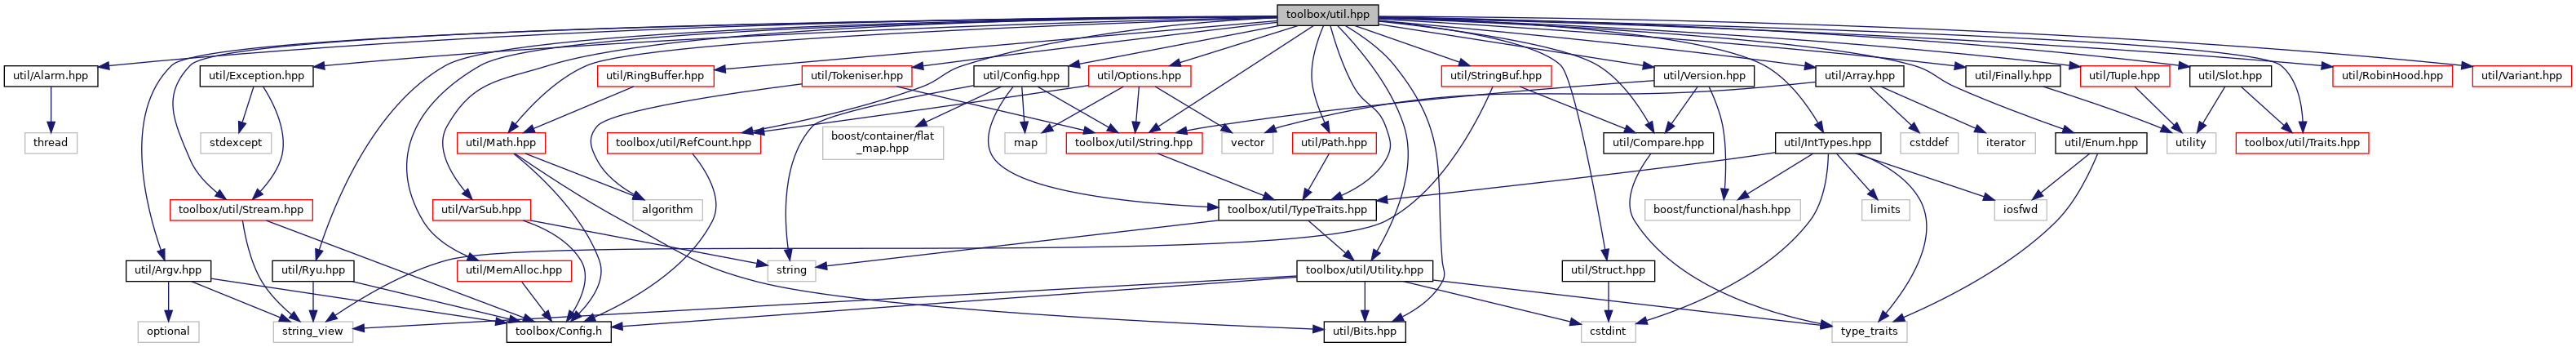 toolbox/util.hpp
util/Alarm.hpp
util/Exception.hpp
util/RingBuffer.hpp
util/Tokeniser.hpp
util/Config.hpp
util/Options.hpp
util/StringBuf.hpp
util/Version.hpp
util/Array.hpp
util/Finally.hpp
util/Tuple.hpp
util/Slot.hpp
util/RobinHood.hpp
util/Variant.hpp
thread
stdexcept
util/Math.hpp
toolbox/util/RefCount.hpp
boost/container/flat
_map.hpp
map
toolbox/util/String.hpp
vector
util/Path.hpp
util/Compare.hpp
util/IntTypes.hpp
cstddef
iterator
util/Enum.hpp
utility
toolbox/util/Traits.hpp
toolbox/util/Stream.hpp
util/VarSub.hpp
algorithm
toolbox/util/TypeTraits.hpp
boost/functional/hash.hpp
limits
iosfwd
util/Argv.hpp
util/Ryu.hpp
util/MemAlloc.hpp
string
toolbox/util/Utility.hpp
util/Struct.hpp
optional
string_view
toolbox/Config.h
util/Bits.hpp
cstdint
type_traits